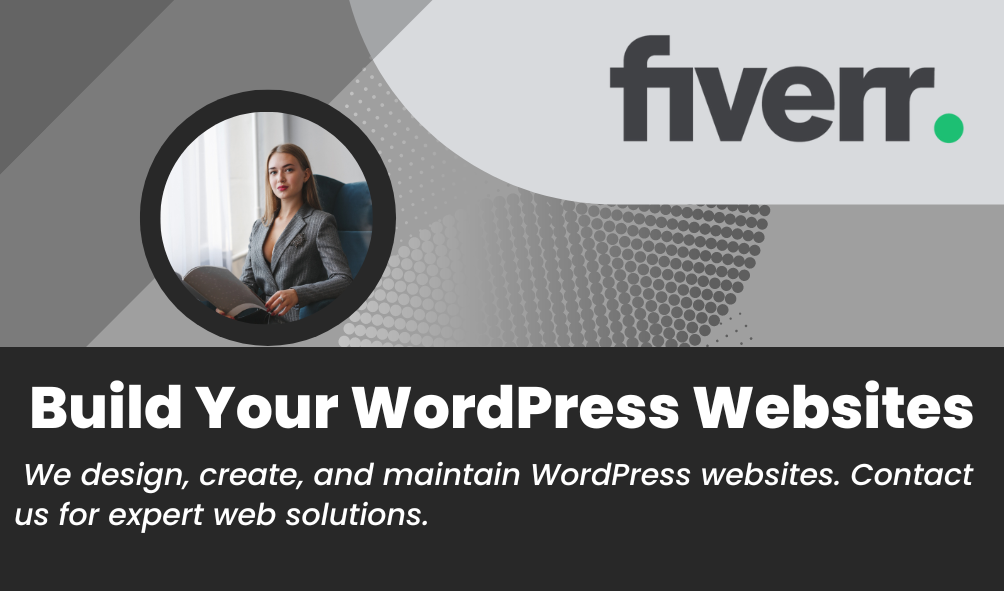 fiverr.
Build Your WordPress Websites
We design, create, and maintain WordPress websites. Contact
us for expert web solutions.